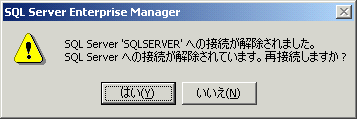 SQL Server Enterprise Manager
SQL Server 'SQLSERVER' への接続が解除されました。
SQL Server への接続が解除されています。再接続しますか？
はい(Y)
いいえ(N)